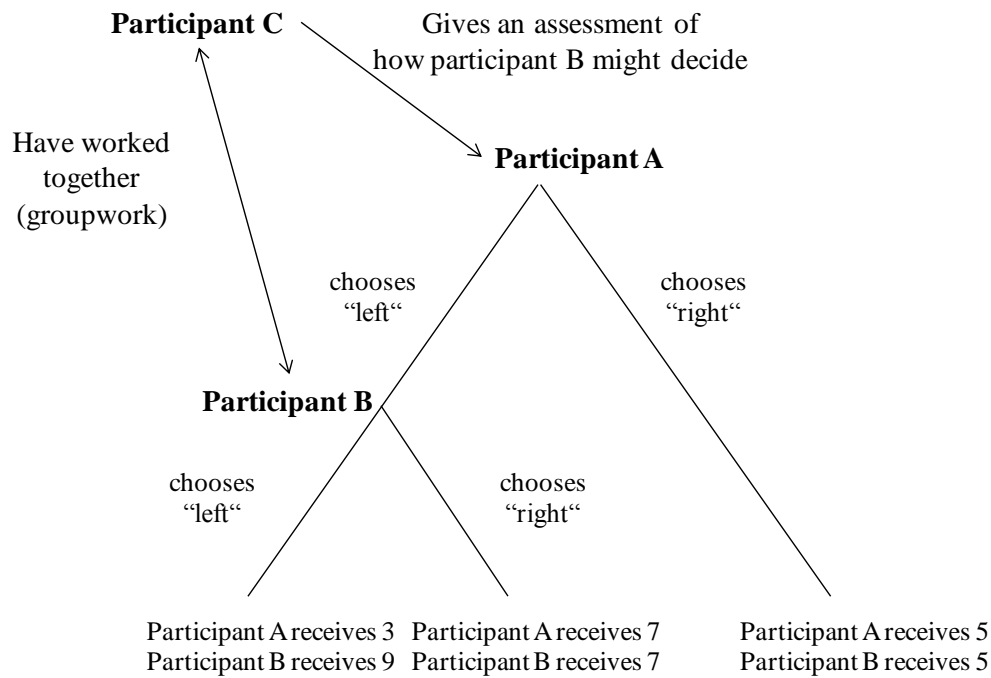 Participant C
Gives an assessment of
how participant B might decide
Have worked
together
(groupwork)
Participant A
chooses
“left“
chooses
“right“
Participant B
chooses
“left“
chooses
“right“
Participant A receives 3
Participant B receives 9
Participant A receives 7
Participant B receives 7
Participant A receives 5
Participant B receives 5